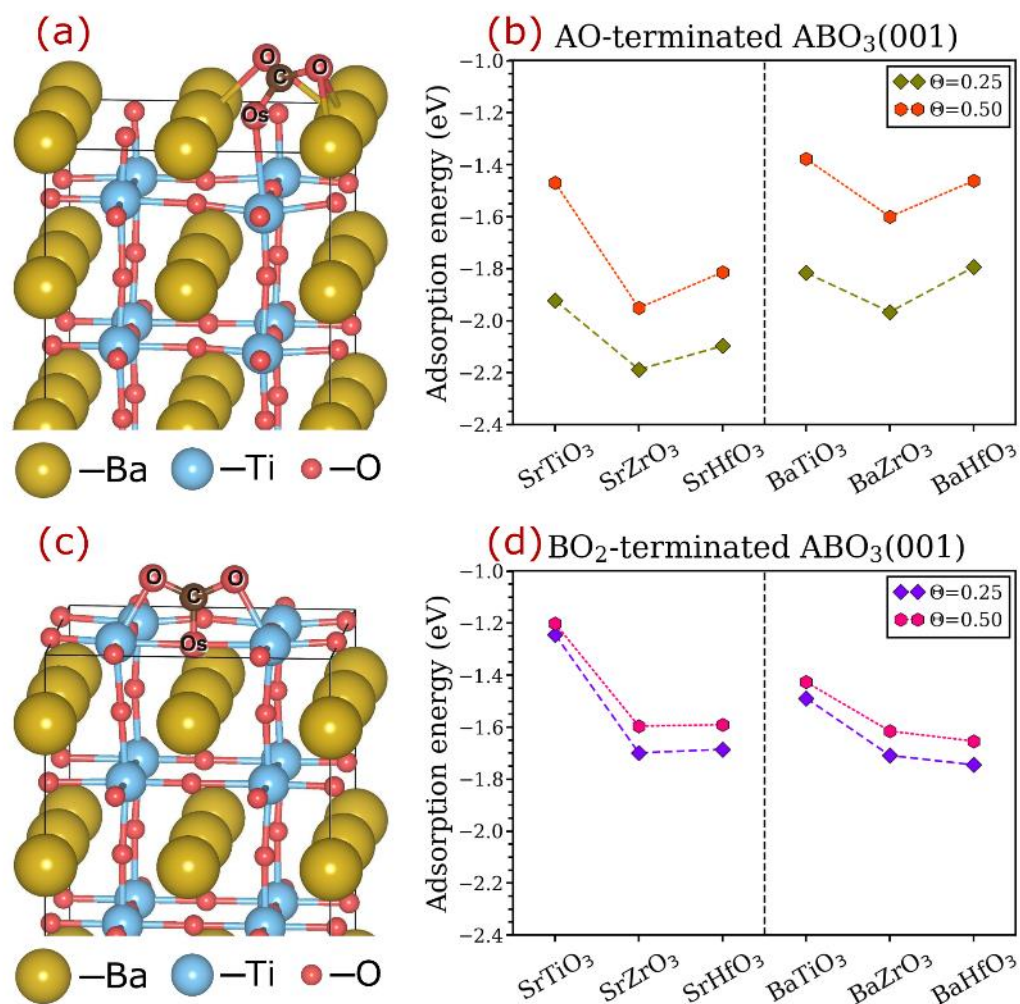 (a)
O
O
C
Os
–Ba –Ti –O
(b) AO-terminated ABO₃(001)
Adsorption energy (eV)
−1.0
−1.2
−1.4
−1.6
−1.8
−2.0
−2.2
−2.4
Θ=0.25
Θ=0.50
SrTiO₃ SrZrO₃ SrHfO₃ BaTiO₃ BaZrO₃ BaHfO₃
(c)
O O
C
Os
–Ba –Ti –O
(d) BO₂-terminated ABO₃(001)
Adsorption energy (eV)
−1.0
−1.2
−1.4
−1.6
−1.8
−2.0
−2.2
−2.4
Θ=0.25
Θ=0.50
SrTiO₃ SrZrO₃ SrHfO₃ BaTiO₃ BaZrO₃ BaHfO₃